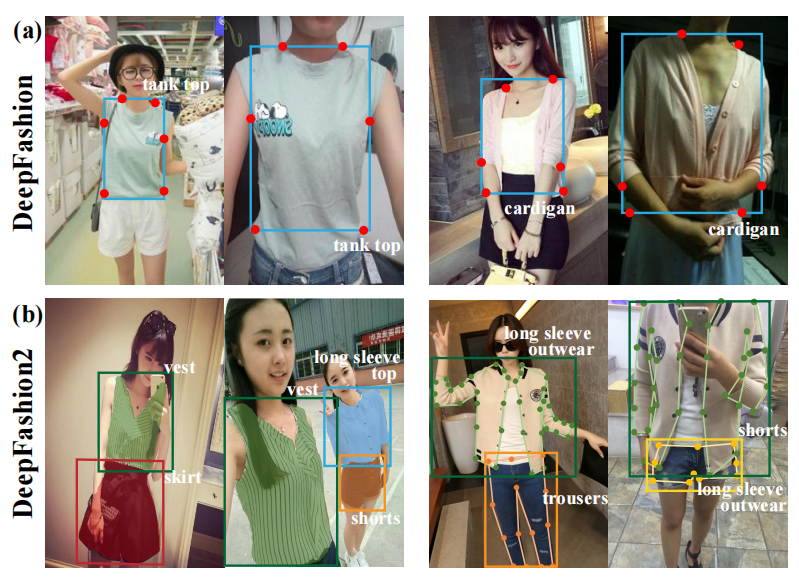 (a)
DeepFashion
tank top
tank top
cardigan
cardigan
(b)
DeepFashion2
vest
skirt
long sleeve
top
vest
shorts
long sleeve
outwear
trousers
shorts
long sleeve
outwear